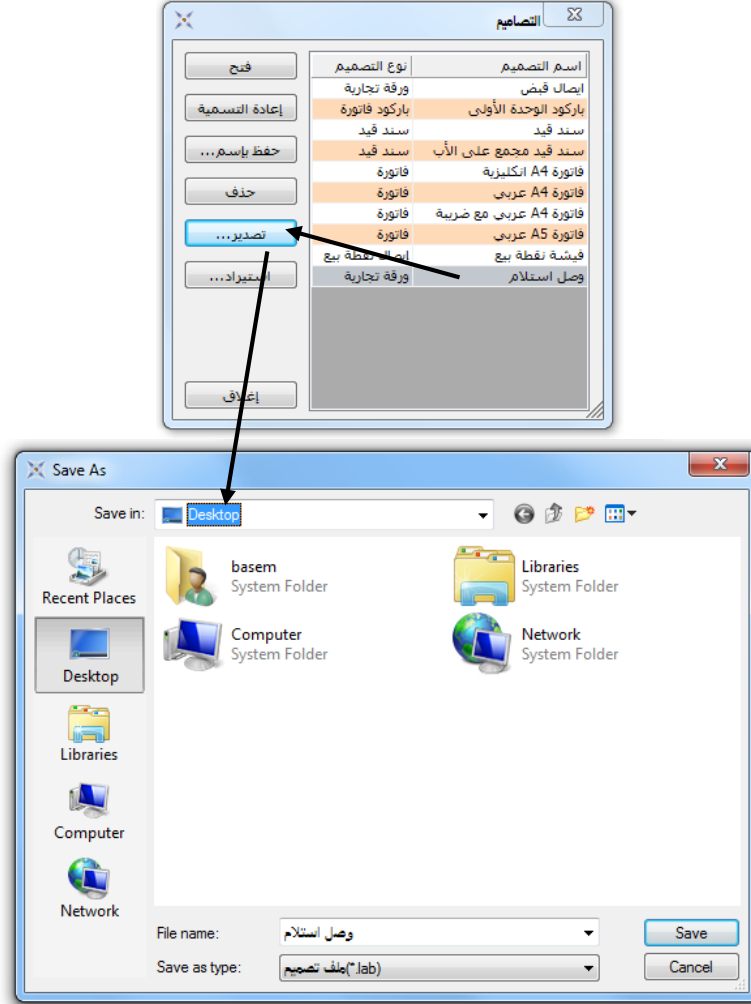 التصاميم
اسم التصميم نوع التصميم
ايصال قبض ورقة تجارية
باركود الوحدة الأولى باركود فاتورة
سند قيد سند قيد
سند قيد مجمع على الأب سند قيد
فاتورة A4 انكليزية فاتورة
فاتورة A4 عربي فاتورة
فاتورة A4 عربي مع ضريبة فاتورة
فاتورة A5 عربي فاتورة
فيشة نقطة بيع إيصال نقطة بيع
وصل استلام ورقة تجارية
فتح
إعادة التسمية
حفظ بإسم...
حذف
تصدير...
استيراد...
إغلاق
Save As
Save in: Desktop
Recent Places
Desktop
Libraries
Computer
Network
basem
System Folder
Libraries
System Folder
Computer
System Folder
Network
System Folder
File name: وصل استلام
Save
Save as type: ملف تصميم(*.lab)
Cancel